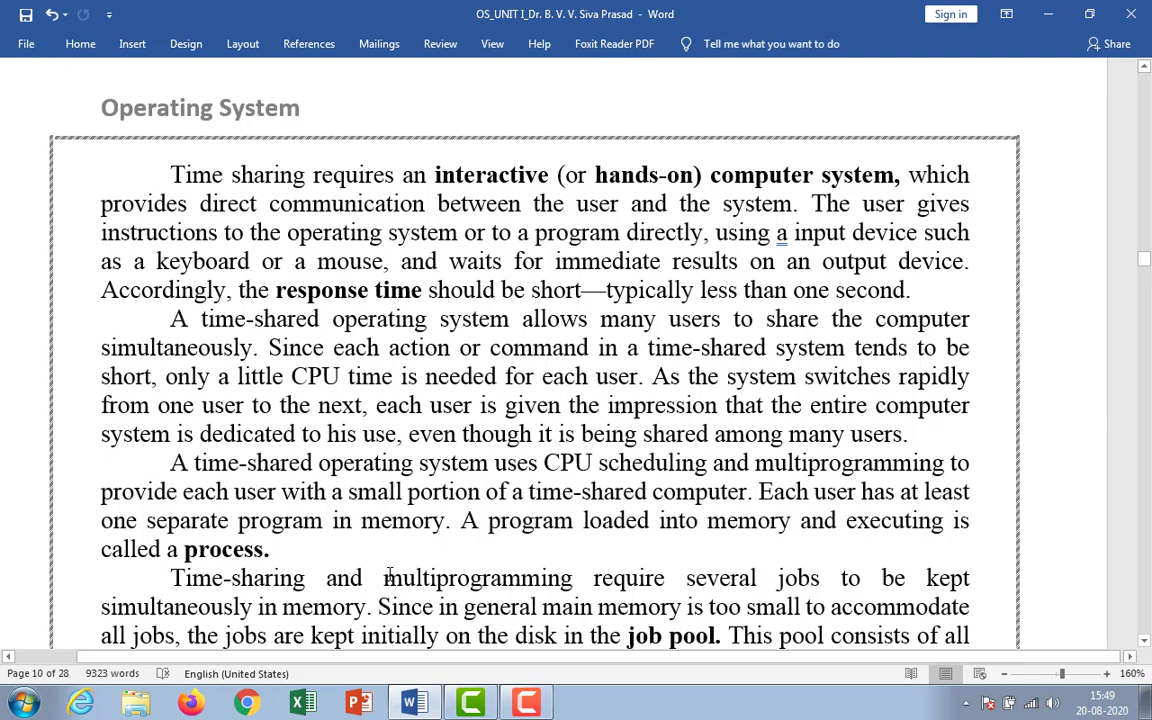 OS_UNIT I_Dr. B. V. V. Siva Prasad - Word
Sign in
File Home Insert Design Layout References Mailings Review View Help Foxit Reader PDF Tell me what you want to do Share
Operating System
Time sharing requires an interactive (or hands-on) computer system, which
provides direct communication between the user and the system. The user gives
instructions to the operating system or to a program directly, using a input device such
as a keyboard or a mouse, and waits for immediate results on an output device.
Accordingly, the response time should be short—typically less than one second.
A time-shared operating system allows many users to share the computer
simultaneously. Since each action or command in a time-shared system tends to be
short, only a little CPU time is needed for each user. As the system switches rapidly
from one user to the next, each user is given the impression that the entire computer
system is dedicated to his use, even though it is being shared among many users.
A time-shared operating system uses CPU scheduling and multiprogramming to
provide each user with a small portion of a time-shared computer. Each user has at least
one separate program in memory. A program loaded into memory and executing is
called a process.
Time-sharing and multiprogramming require several jobs to be kept
simultaneously in memory. Since in general main memory is too small to accommodate
all jobs, the jobs are kept initially on the disk in the job pool. This pool consists of all
Page 10 of 28 9323 words English (United States) 160%
15:49
20-08-2020